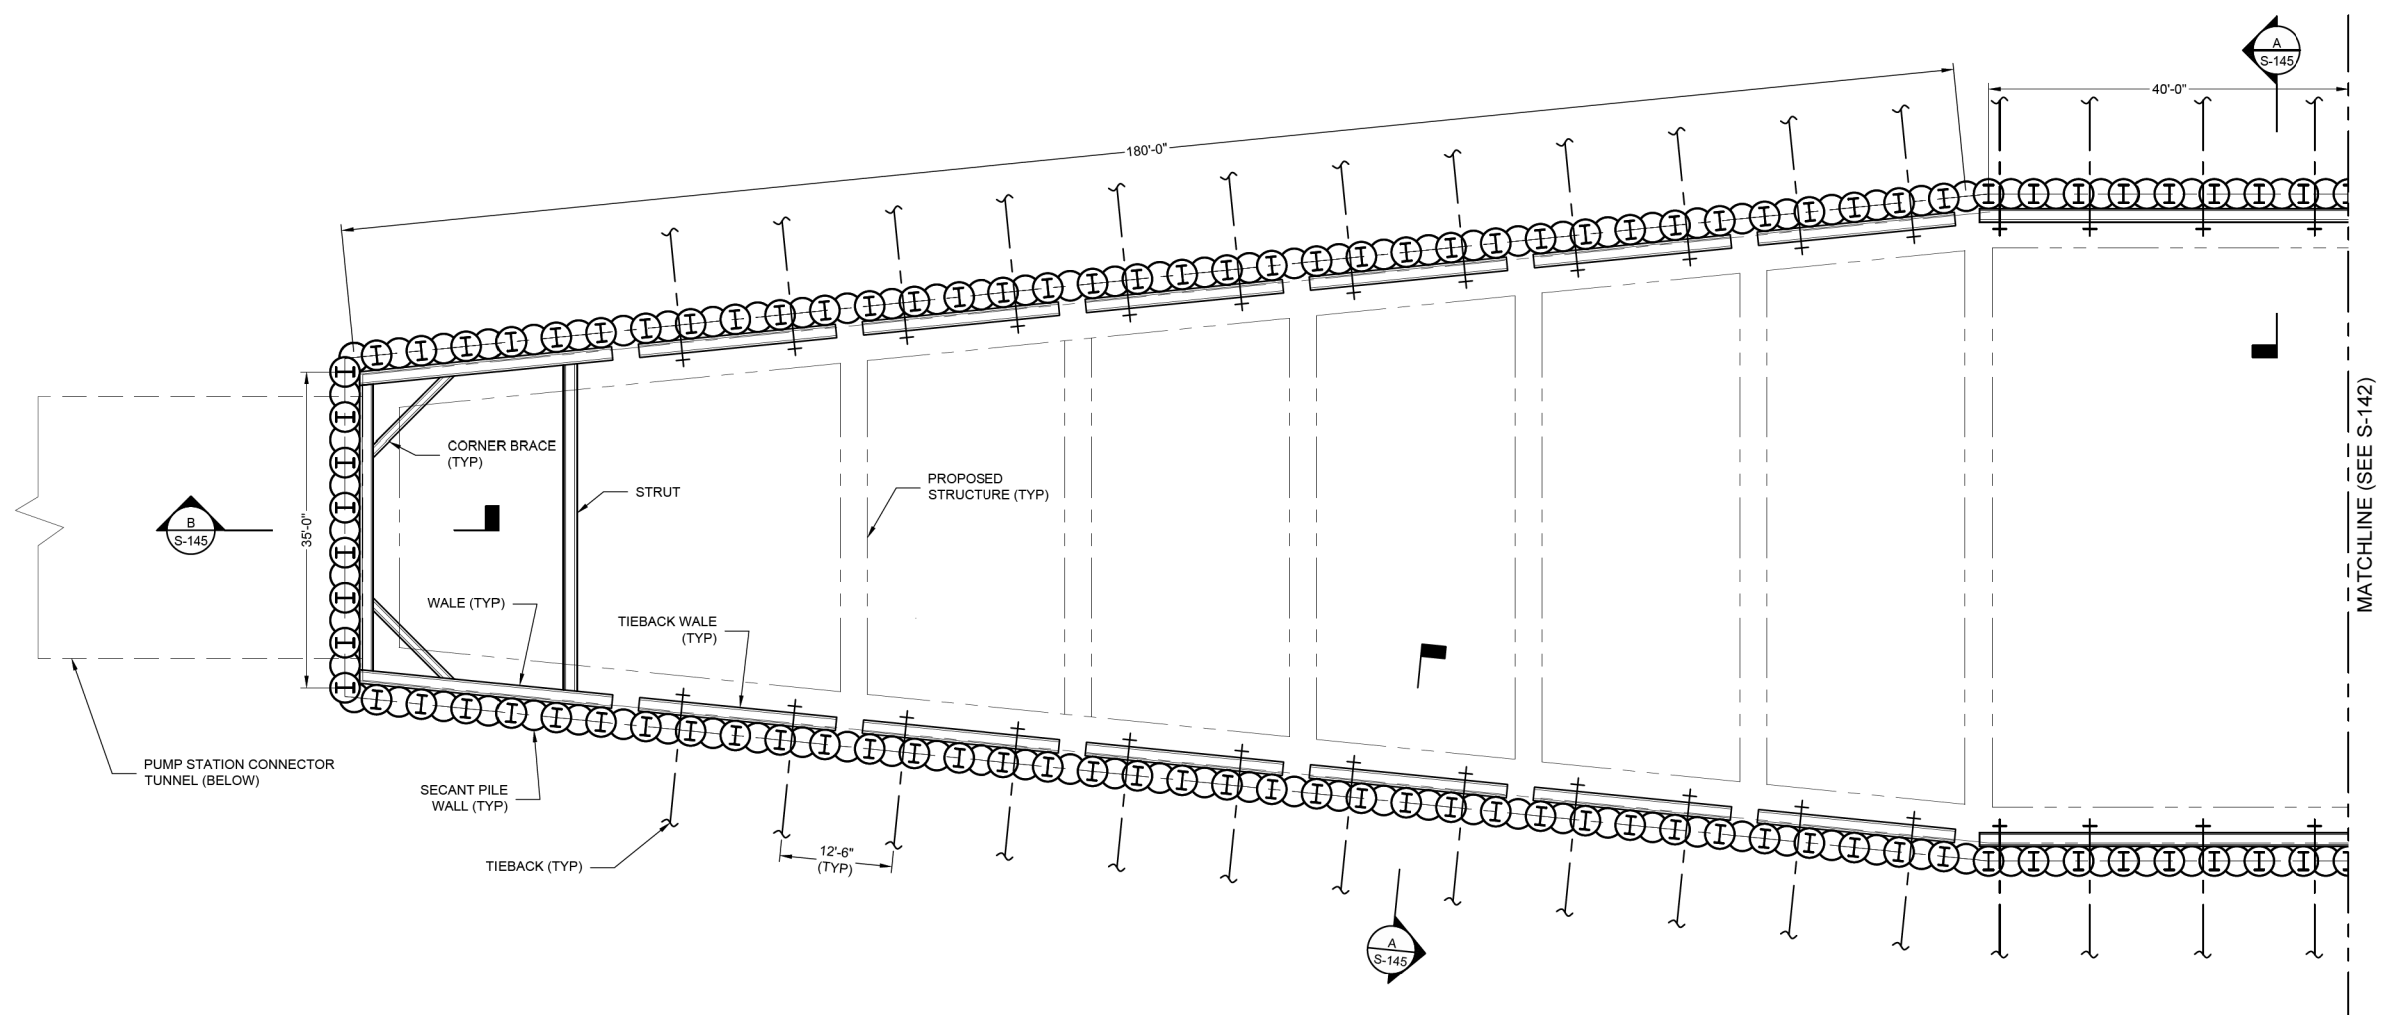 A
S-145
40'-0"
180'-0"
CORNER BRACE
(TYP)
STRUT
PROPOSED
STRUCTURE (TYP)
35'-0"
B
S-145
WALE (TYP)
TIEBACK WALE
(TYP)
MATCHLINE (SEE S-142)
PUMP STATION CONNECTOR
TUNNEL (BELOW)
SECANT PILE
WALL (TYP)
TIEBACK (TYP)
12'-6"
(TYP)
A
S-145